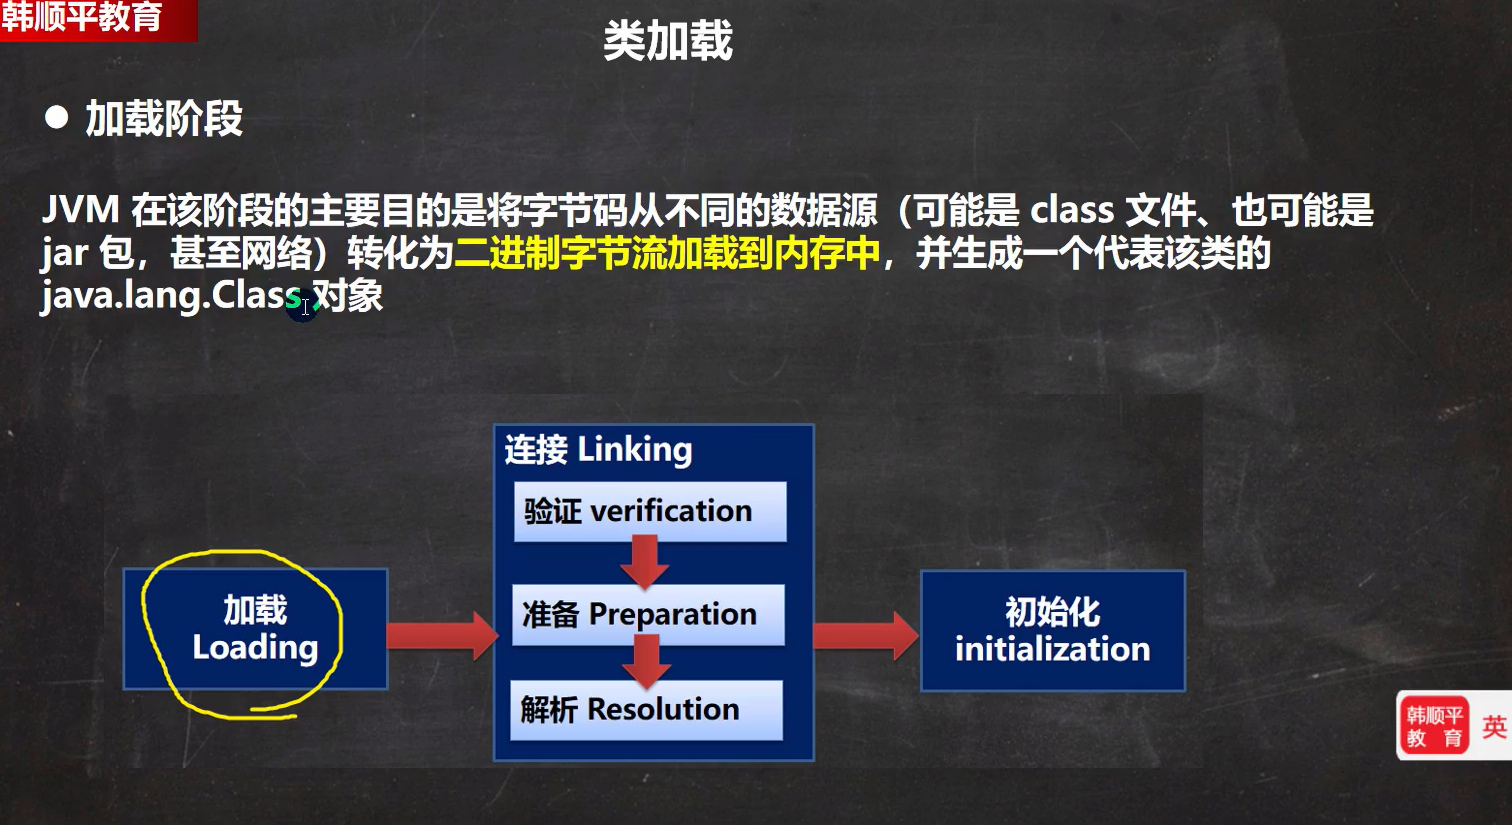 韩顺平教育
类加载
加载阶段
JVM 在该阶段的主要目的是将字节码从不同的数据源（可能是 class 文件、也可能是
jar 包，甚至网络）转化为二进制字节流加载到内存中，并生成一个代表该类的
java.lang.Class 对象
连接 Linking
验证 verification
准备 Preparation
解析 Resolution
加载
Loading
初始化
initialization
韩顺平
教 育
英